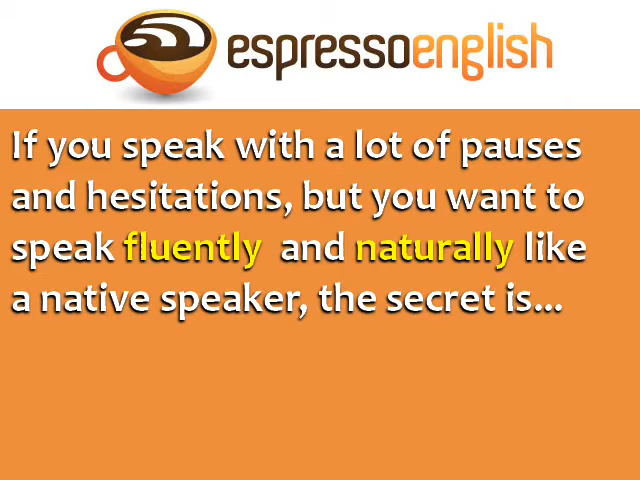 espressoenglish
If you speak with a lot of pauses
and hesitations, but you want to
speak fluently and naturally like
a native speaker, the secret is...